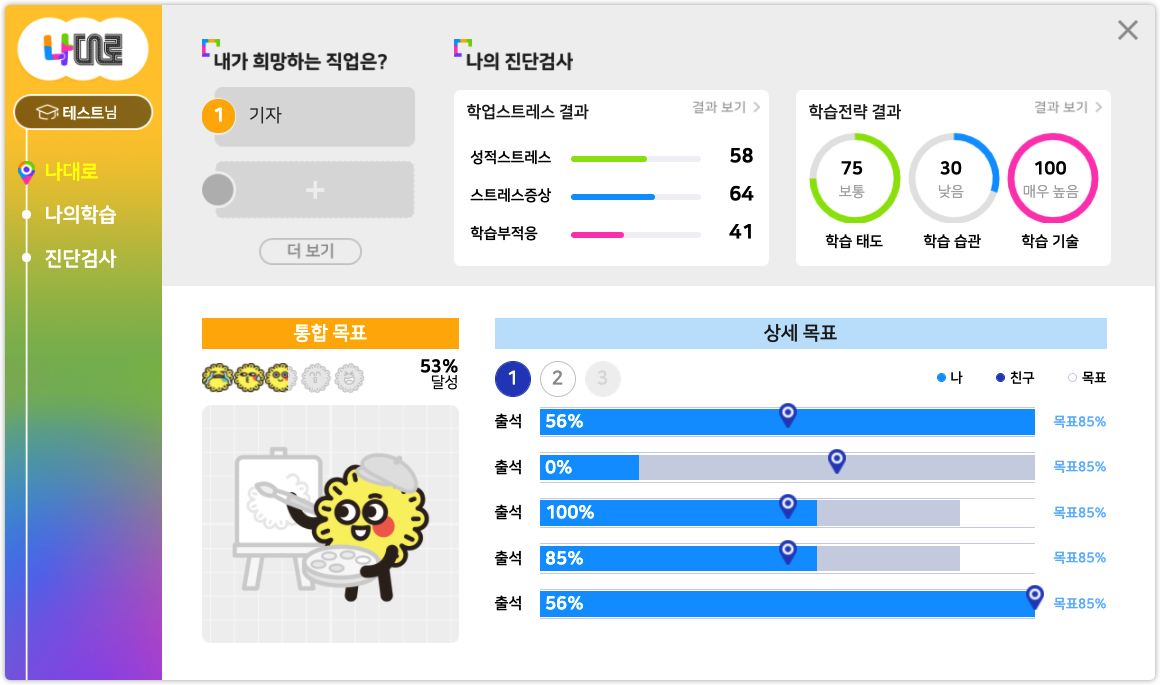 나대로
테스트님
나대로
나의학습
진단검사
내가 희망하는 직업은?
1 기자
+
더 보기
나의 진단검사
학업스트레스 결과 결과 보기 >
성적스트레스 58
스트레스증상 64
학습부적응 41
학습전략 결과 결과 보기 >
75 30 100
보통 낮음 매우 높음
학습 태도 학습 습관 학습 기술
통합 목표
53%
달성
상세 목표
1 2 3 나 친구 목표
출석 56% 목표85%
출석 0% 목표85%
출석 100% 목표85%
출석 85% 목표85%
출석 56% 목표85%